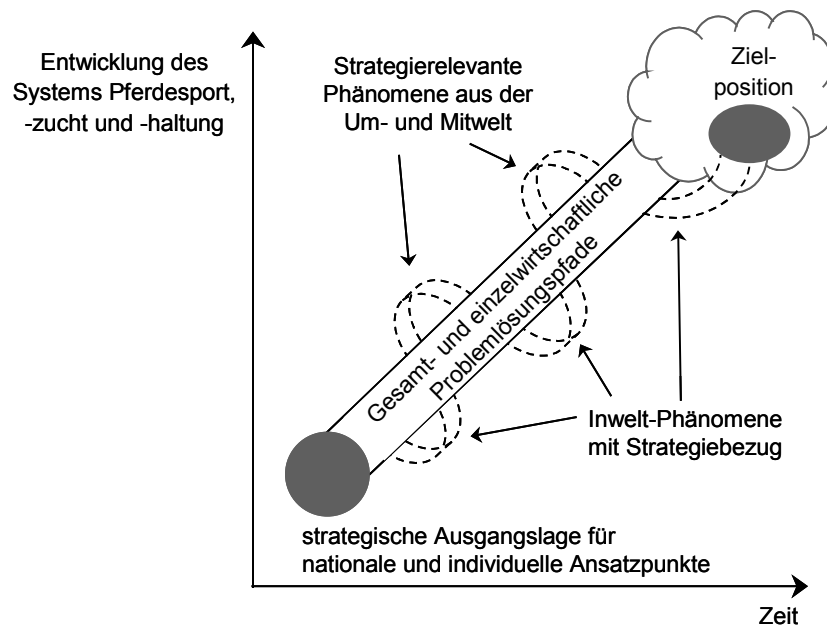 Entwicklung des
Systems Pferdesport,
-zucht und -haltung
Strategierelevante
Phänomene aus der
Um- und Mitwelt
Ziel-
position
Gesamt- und einzelwirtschaftliche
Problemlösungspfade
Inwelt-Phänomene
mit Strategiebezug
strategische Ausgangslage für
nationale und individuelle Ansatzpunkte
Zeit